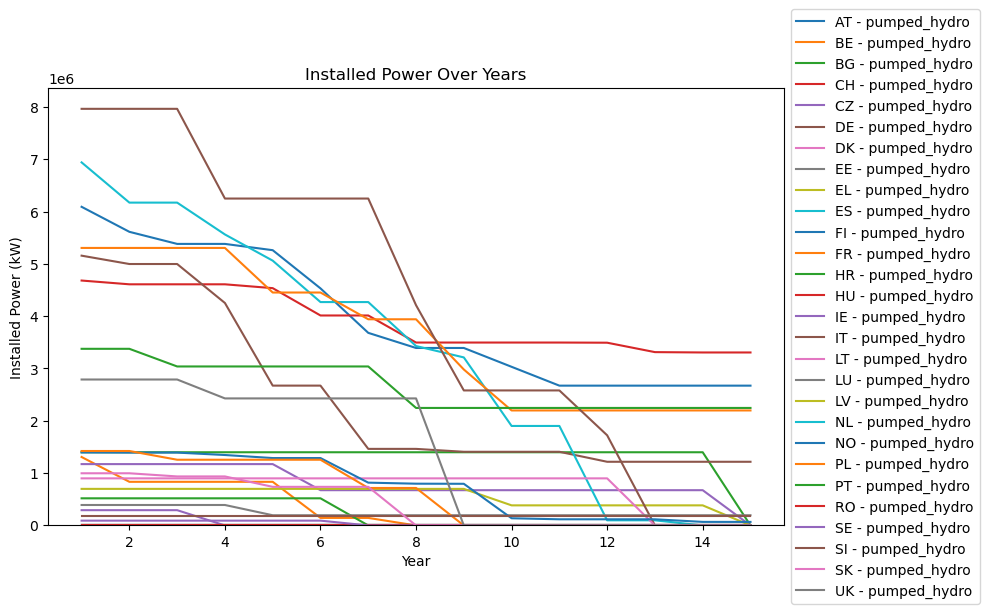 Installed Power Over Years
1e6
8
7
6
5
4
3
2
1
0
Installed Power (kW)
2 4 6 8 10 12 14
Year
AT - pumped_hydro
BE - pumped_hydro
BG - pumped_hydro
CH - pumped_hydro
CZ - pumped_hydro
DE - pumped_hydro
DK - pumped_hydro
EE - pumped_hydro
EL - pumped_hydro
ES - pumped_hydro
FI - pumped_hydro
FR - pumped_hydro
HR - pumped_hydro
HU - pumped_hydro
IE - pumped_hydro
IT - pumped_hydro
LT - pumped_hydro
LU - pumped_hydro
LV - pumped_hydro
NL - pumped_hydro
NO - pumped_hydro
PL - pumped_hydro
PT - pumped_hydro
RO - pumped_hydro
SE - pumped_hydro
SI - pumped_hydro
SK - pumped_hydro
UK - pumped_hydro